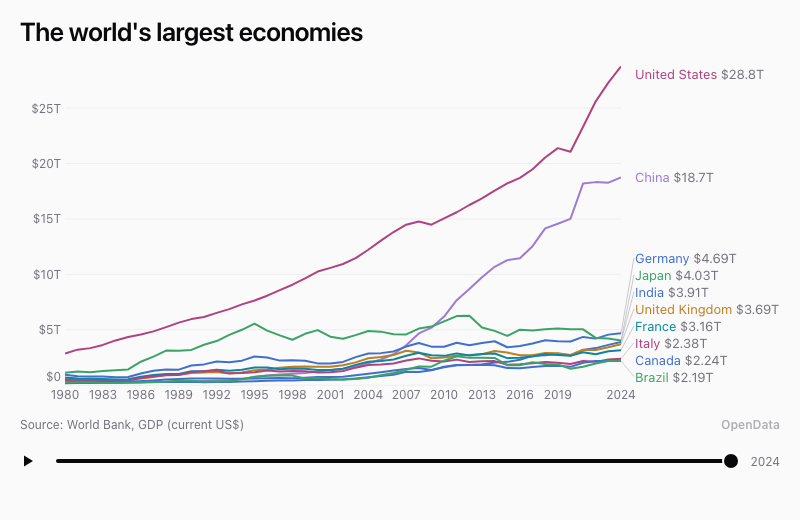 The world's largest economies
United States $28.8T
$25T
$20T
China $18.7T
$15T
$10T
Germany $4.69T
Japan $4.03T
India $3.91T
United Kingdom $3.69T
$5T
France $3.16T
Italy $2.38T
Canada $2.24T
$0
Brazil $2.19T
1980 1983 1986 1989 1992 1995 1998 2001 2004 2007 2010 2013 2016 2019 2024
Source: World Bank, GDP (current US$) OpenData
2024